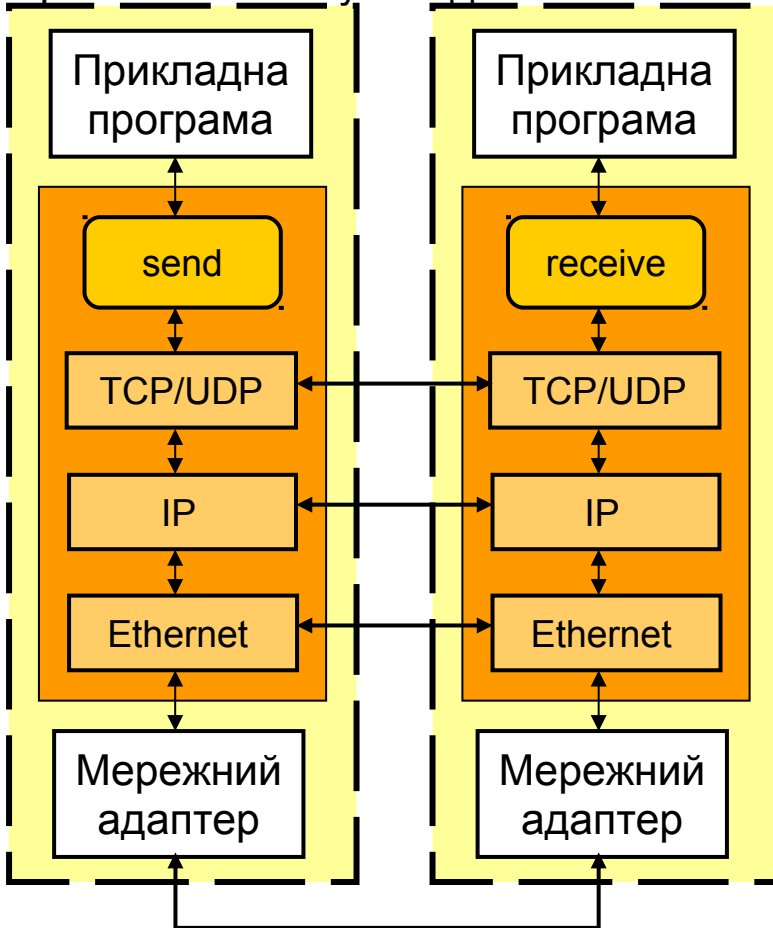 Прикладна
програма
send
TCP/UDP
IP
Ethernet
Мережний
адаптер
Прикладна
програма
receive
TCP/UDP
IP
Ethernet
Мережний
адаптер